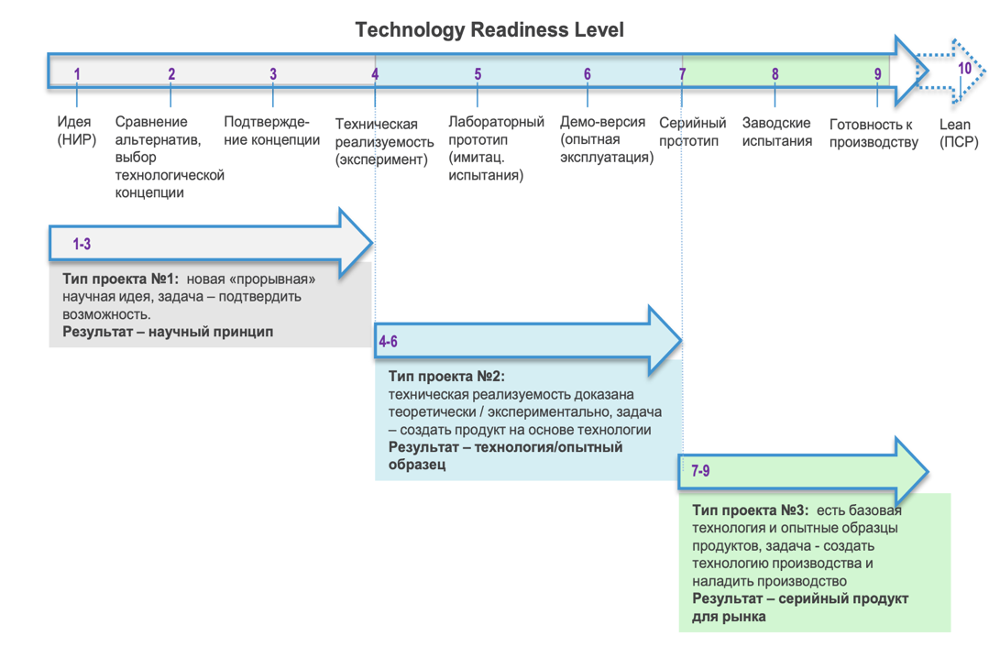 Technology Readiness Level
1 2 3 4 5 6 7 8 9 10
Идея
(НИР)
Сравнение
альтернатив,
выбор
технологической
концепции
Подтвержде-
ние концепции
Техническая
реализуемость
(эксперимент)
Лабораторный
прототип
(имитац.
испытания)
Демо-версия
(опытная
эксплуатация)
Серийный
прототип
Заводские
испытания
Готовность к
производству
Lean
(ПСР)
1-3
Тип проекта №1: новая «прорывная»
научная идея, задача – подтвердить
возможность.
Результат – научный принцип
4-6
Тип проекта №2:
техническая реализуемость доказана
теоретически / экспериментально, задача
– создать продукт на основе технологии
Результат – технология/опытный
образец
7-9
Тип проекта №3: есть базовая
технология и опытные образцы
продуктов, задача - создать
технологию производства и
наладить производство
Результат – серийный продукт
для рынка